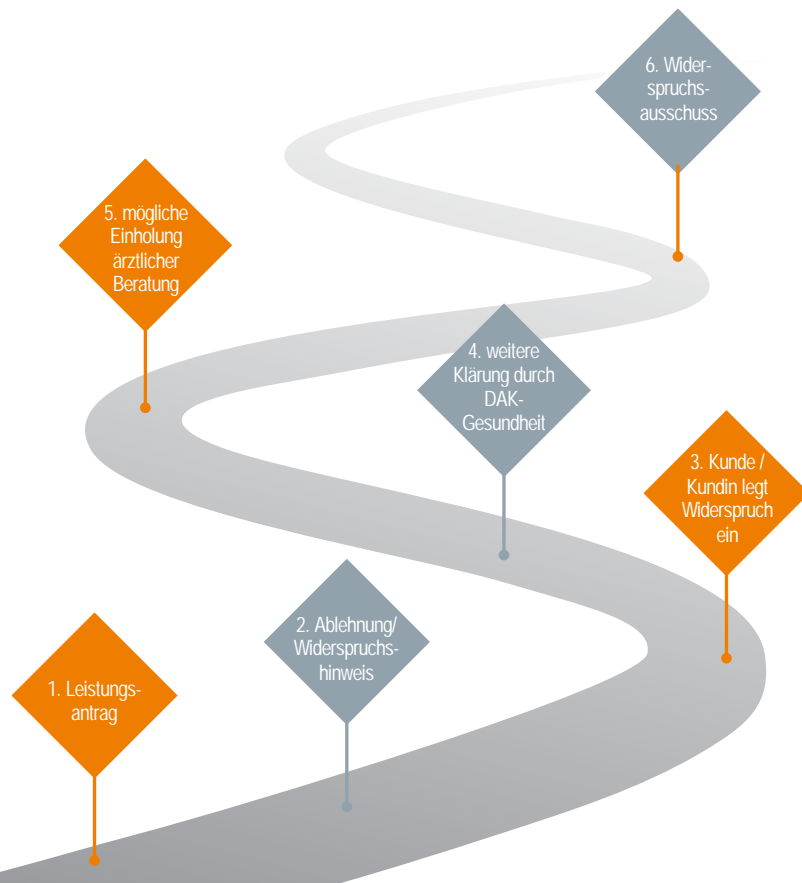 1. Leistungs-
antrag
2. Ablehnung/
Widerspruchs-
hinweis
3. Kunde /
Kundin legt
Widerspruch
ein
4. weitere
Klärung durch
DAK-
Gesundheit
5. mögliche
Einholung
ärztlicher
Beratung
6. Wider-
spruchs-
ausschuss